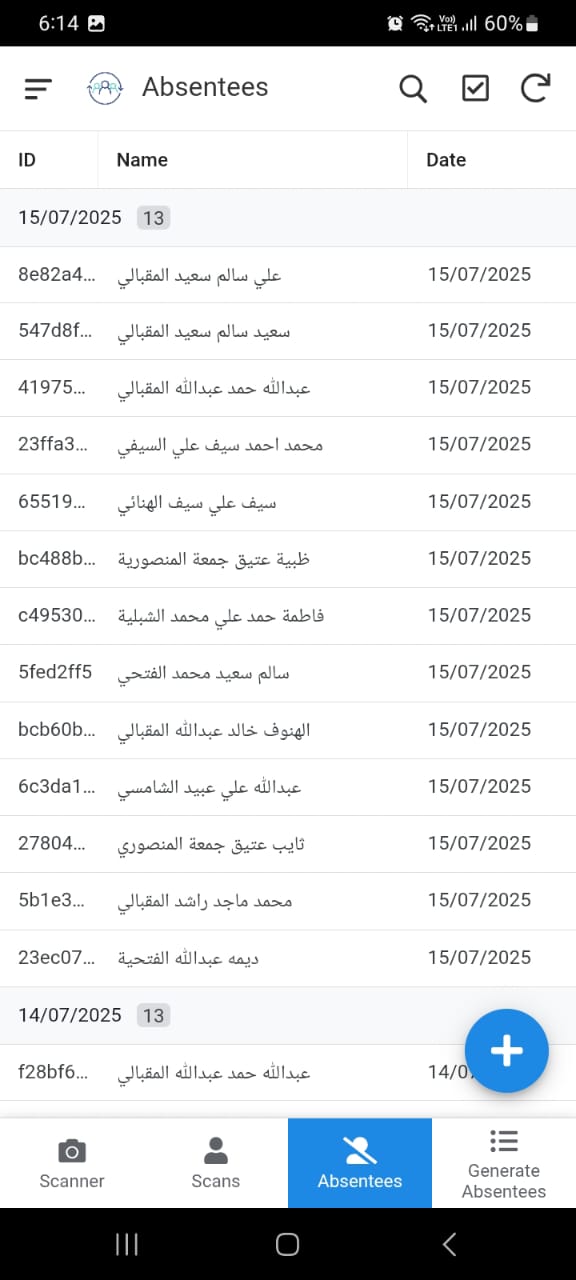 6:14 Vo) LTE1 60%
Absentees
ID Name Date
15/07/2025 13
8e82a4... علي سالم سعيد المقبالي 15/07/2025
547d8f... سعيد سالم سعيد المقبالي 15/07/2025
41975... عبدالله حمد عبدالله المقبالي 15/07/2025
23ffa3... محمد احمد سيف علي السيفي 15/07/2025
65519... سيف علي سيف الهنائي 15/07/2025
bc488b... ظبية عتيق جمعة المنصورية 15/07/2025
c49530... فاطمة حمد علي محمد الشبلية 15/07/2025
5fed2ff5 سالم سعيد محمد الفتحي 15/07/2025
bcb60b... الهنوف خالد عبدالله المقبالي 15/07/2025
6c3da1... عبدالله علي عبيد الشامسي 15/07/2025
27804... ثايب عتيق جمعة المنصوري 15/07/2025
5b1e3... محمد ماجد راشد المقبالي 15/07/2025
23ec07... ديمه عبدالله الفتحية 15/07/2025
14/07/2025 13
f28bf6... عبدالله حمد عبدالله المقبالي 14/0
Scanner Scans Absentees Generate Absentees